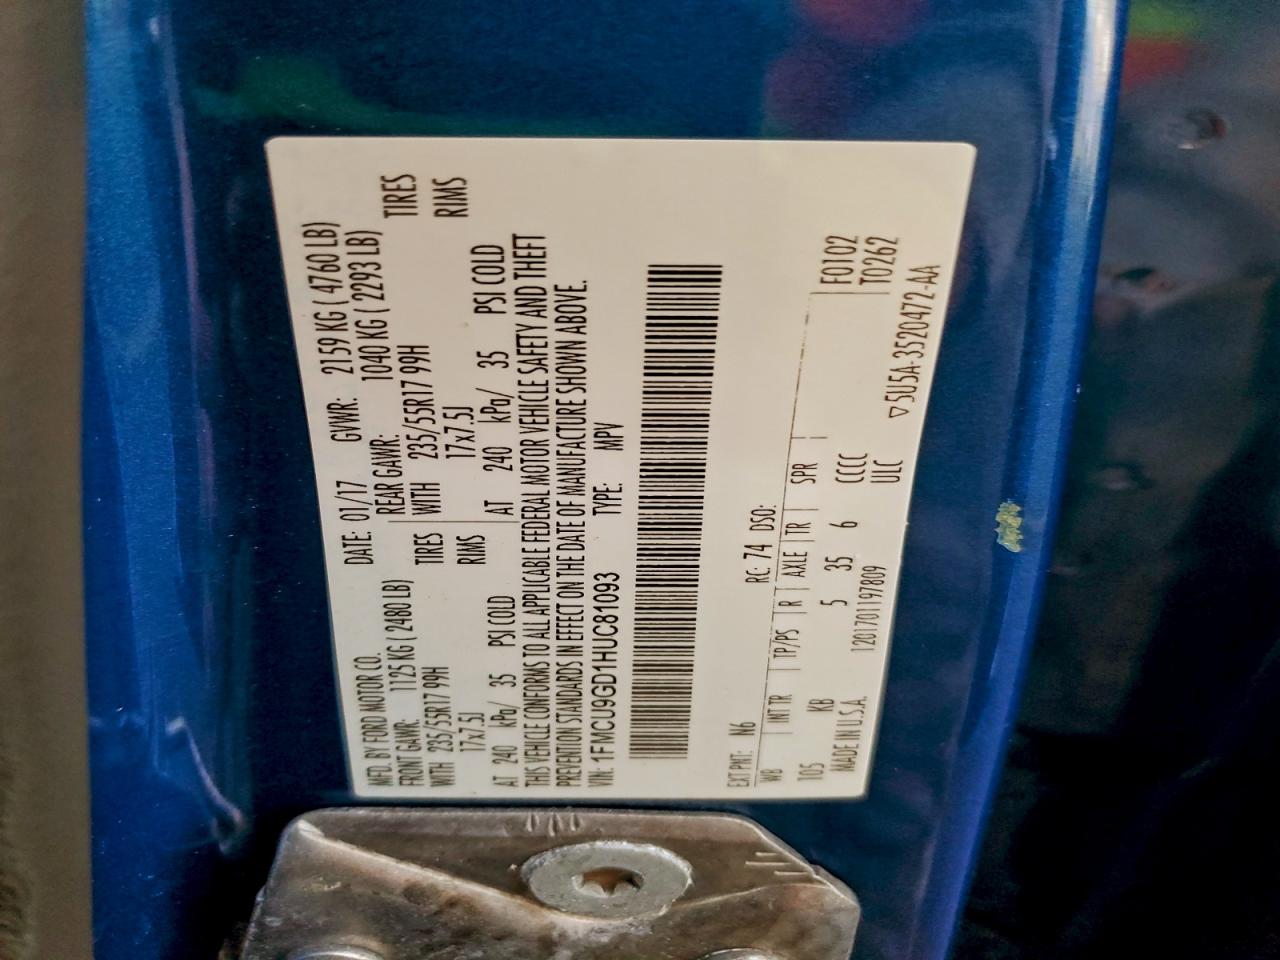 MFD. BY FORD MOTOR CO.
DATE: 01/17 GVWR: 2159 KG ( 4760 LB)
FRONT GAWR: 1125 KG ( 2480 LB) REAR GAWR: 1040 KG ( 2293 LB)
WITH 235/55R17 99H TIRES WITH 235/55R17 99H TIRES
17x7.5J RIMS 17x7.5J RIMS
AT 240 kPa/ 35 PSI COLD AT 240 kPa/ 35 PSI COLD
THIS VEHICLE CONFORMS TO ALL APPLICABLE FEDERAL MOTOR VEHICLE SAFETY AND THEFT
PREVENTION STANDARDS IN EFFECT ON THE DATE OF MANUFACTURE SHOWN ABOVE.
VIN: 1FMCU9GD1HUC81093 TYPE: MPV
EXT PNT: N6 RC: 74 DSO:
WB INT TR TP/PS R AXLE TR SPR F0102
105 KB 5 35 6 CCCC T0262
MADE IN U.S.A. 1201701197809 ULC ▽5U5A-3520472-AA